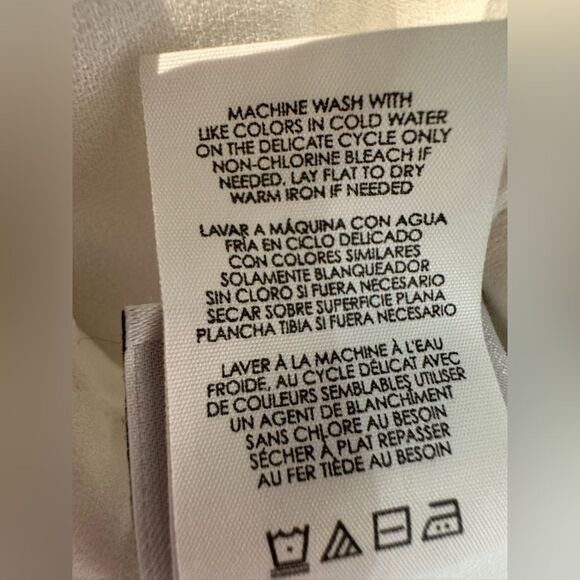 MACHINE WASH WITH
LIKE COLORS IN COLD WATER
ON THE DELICATE CYCLE ONLY
NON-CHLORINE BLEACH IF
NEEDED, LAY FLAT TO DRY
WARM IRON IF NEEDED
LAVAR A MÁQUINA CON AGUA
FRÍA EN CICLO DELICADO
CON COLORES SIMILARES
SOLAMENTE BLANQUEADOR
SIN CLORO SI FUERA NECESARIO
SECAR SOBRE SUPERFICIE PLANA
PLANCHA TIBIA SI FUERA NECESARIO
LAVER À LA MACHINE À L'EAU
FROIDE, AU CYCLE DÉLICAT AVEC
DE COULEURS SEMBLABLES UTILISER
UN AGENT DE BLANCHIMENT
SANS CHLORE AU BESOIN
SÉCHER À PLAT REPASSER
AU FER TIÈDE AU BESOIN